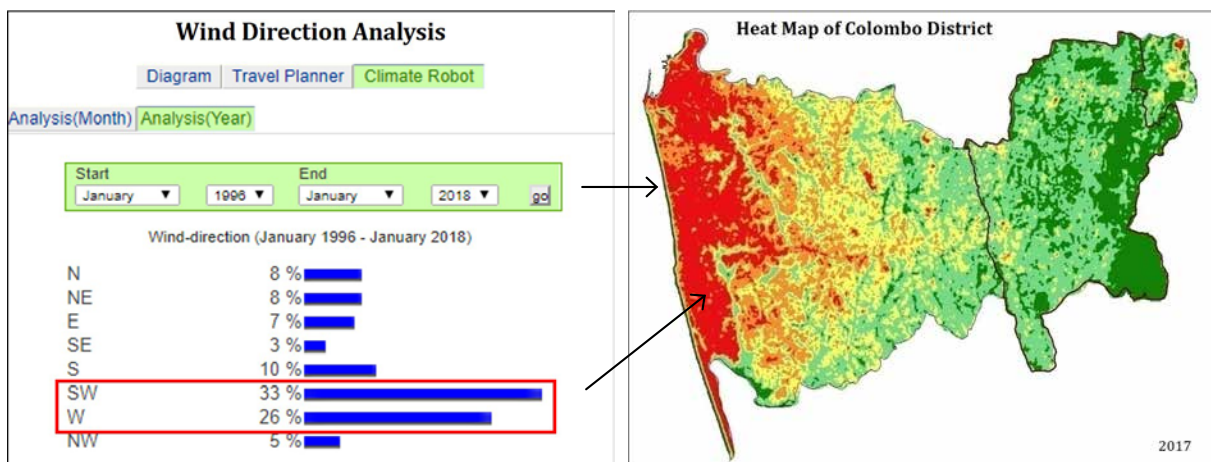 Wind Direction Analysis
Diagram Travel Planner Climate Robot
Analysis(Month) Analysis(Year)
Start End
January ▼ 1996 ▼ January ▼ 2018 ▼ go
Wind-direction (January 1996 - January 2018)
N 8 %
NE 8 %
E 7 %
SE 3 %
S 10 %
SW 33 %
W 26 %
NW 5 %
Heat Map of Colombo District
2017